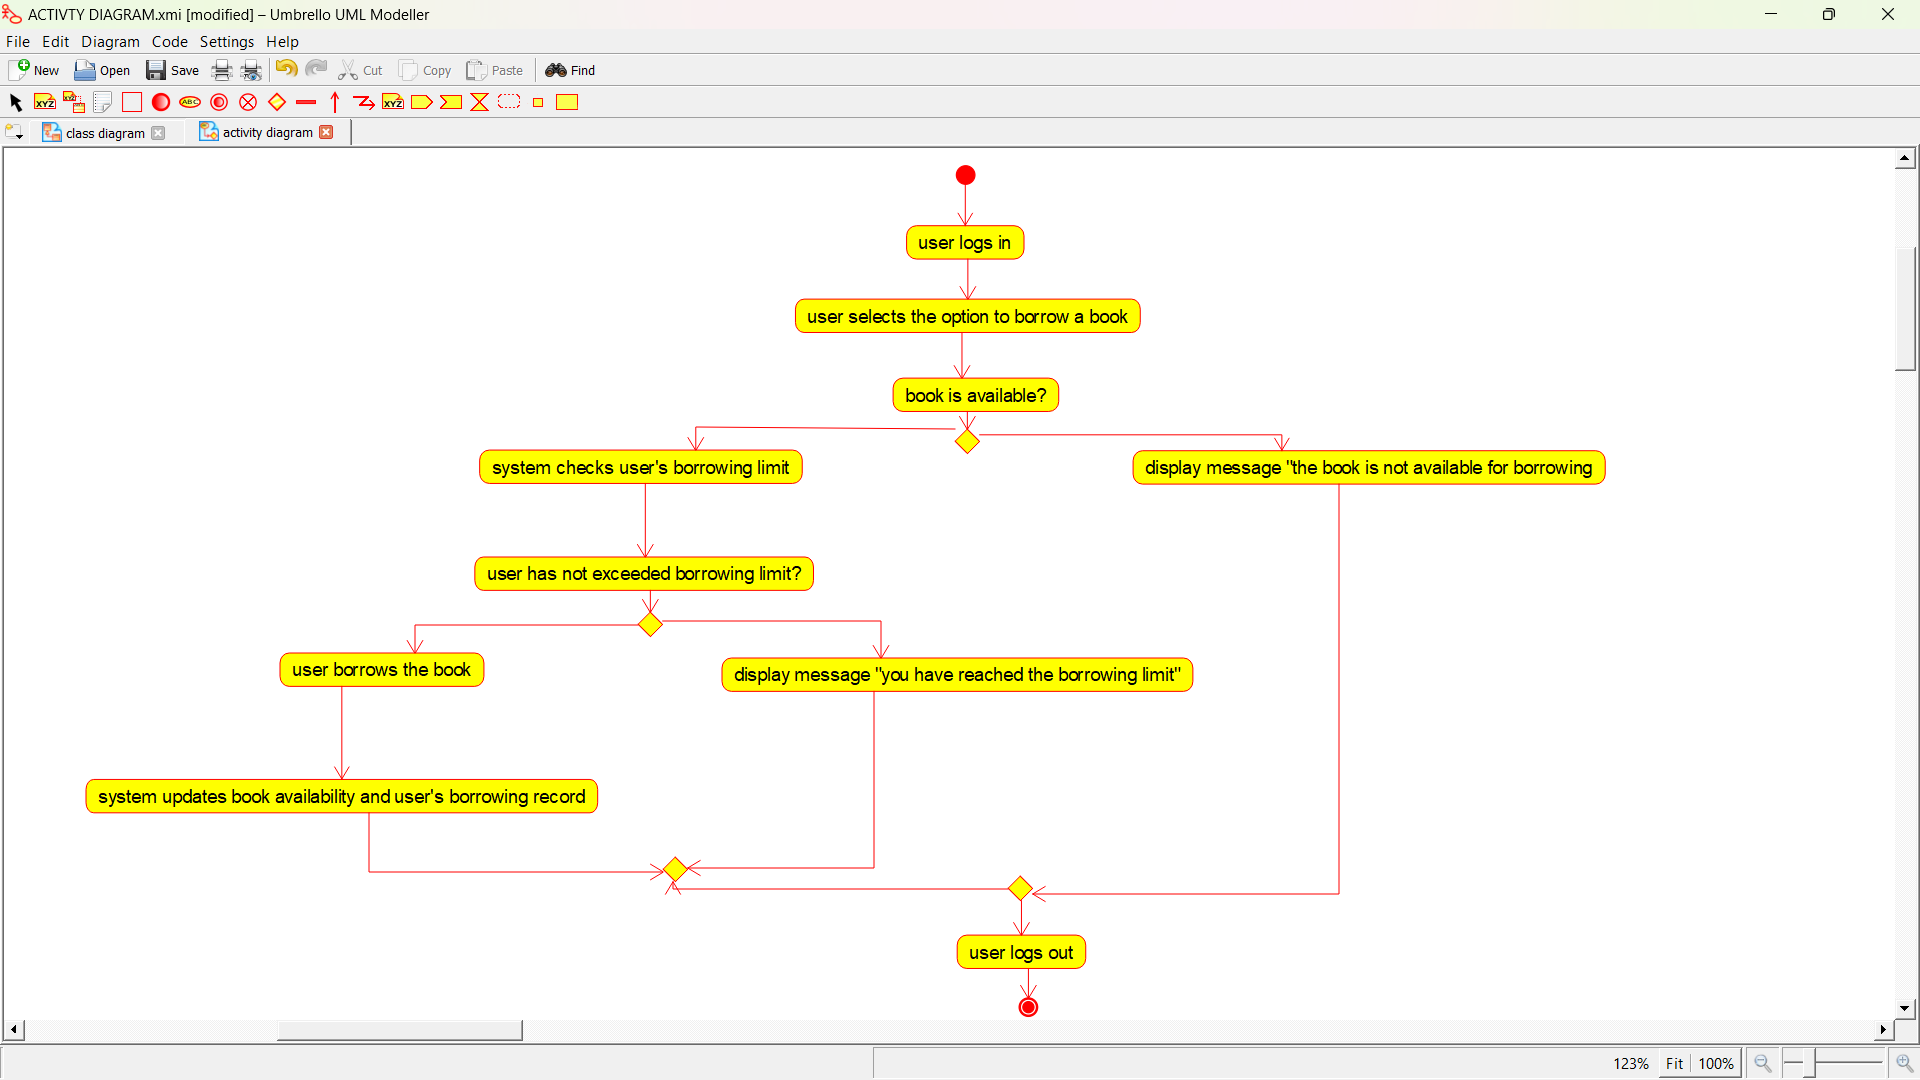 ACTIVTY DIAGRAM.xmi [modified] – Umbrello UML Modeller
File Edit Diagram Code Settings Help
New Open Save Cut Copy Paste Find
XYZ XYZ ABC XYZ
class diagram activity diagram
user logs in
user selects the option to borrow a book
book is available?
system checks user's borrowing limit
display message "the book is not available for borrowing
user has not exceeded borrowing limit?
user borrows the book
display message "you have reached the borrowing limit"
system updates book availability and user's borrowing record
user logs out
123% Fit 100%